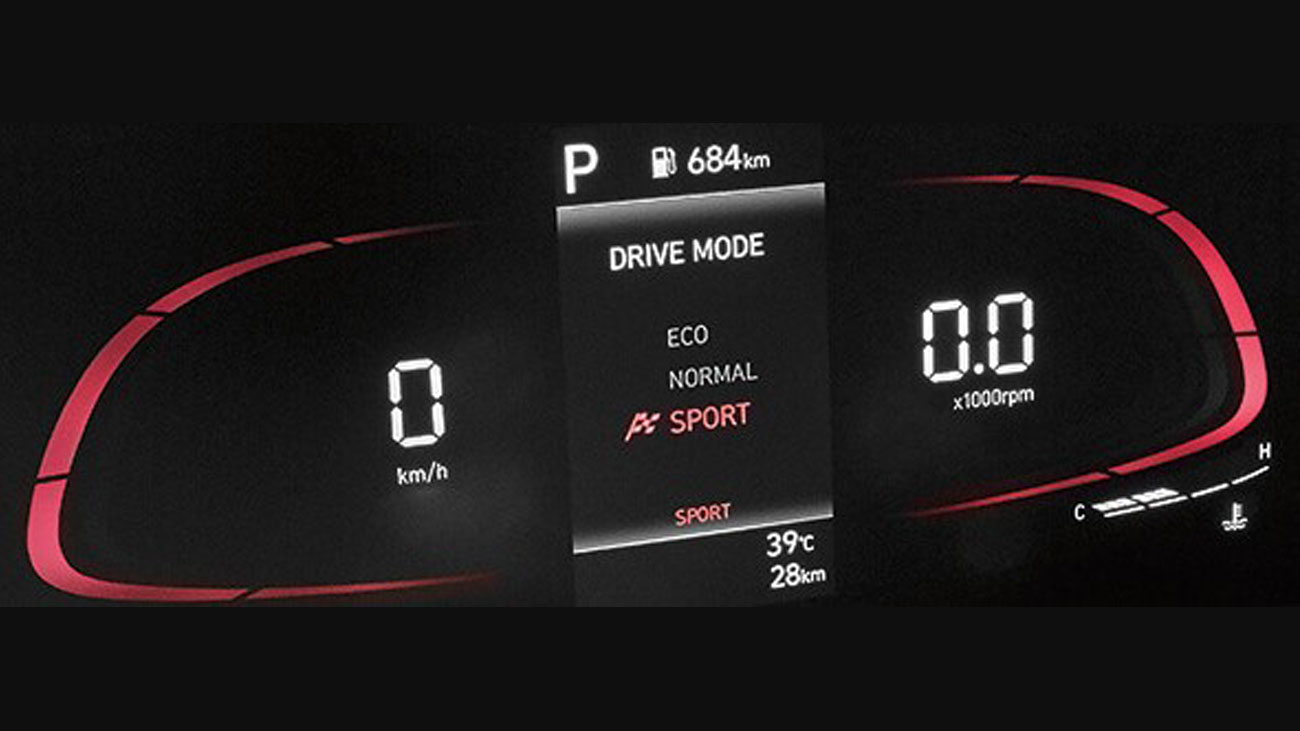 P 684km
DRIVE MODE
ECO
NORMAL
SPORT
SPORT
39℃
28km
0
km/h
0.0
x1000rpm
C H